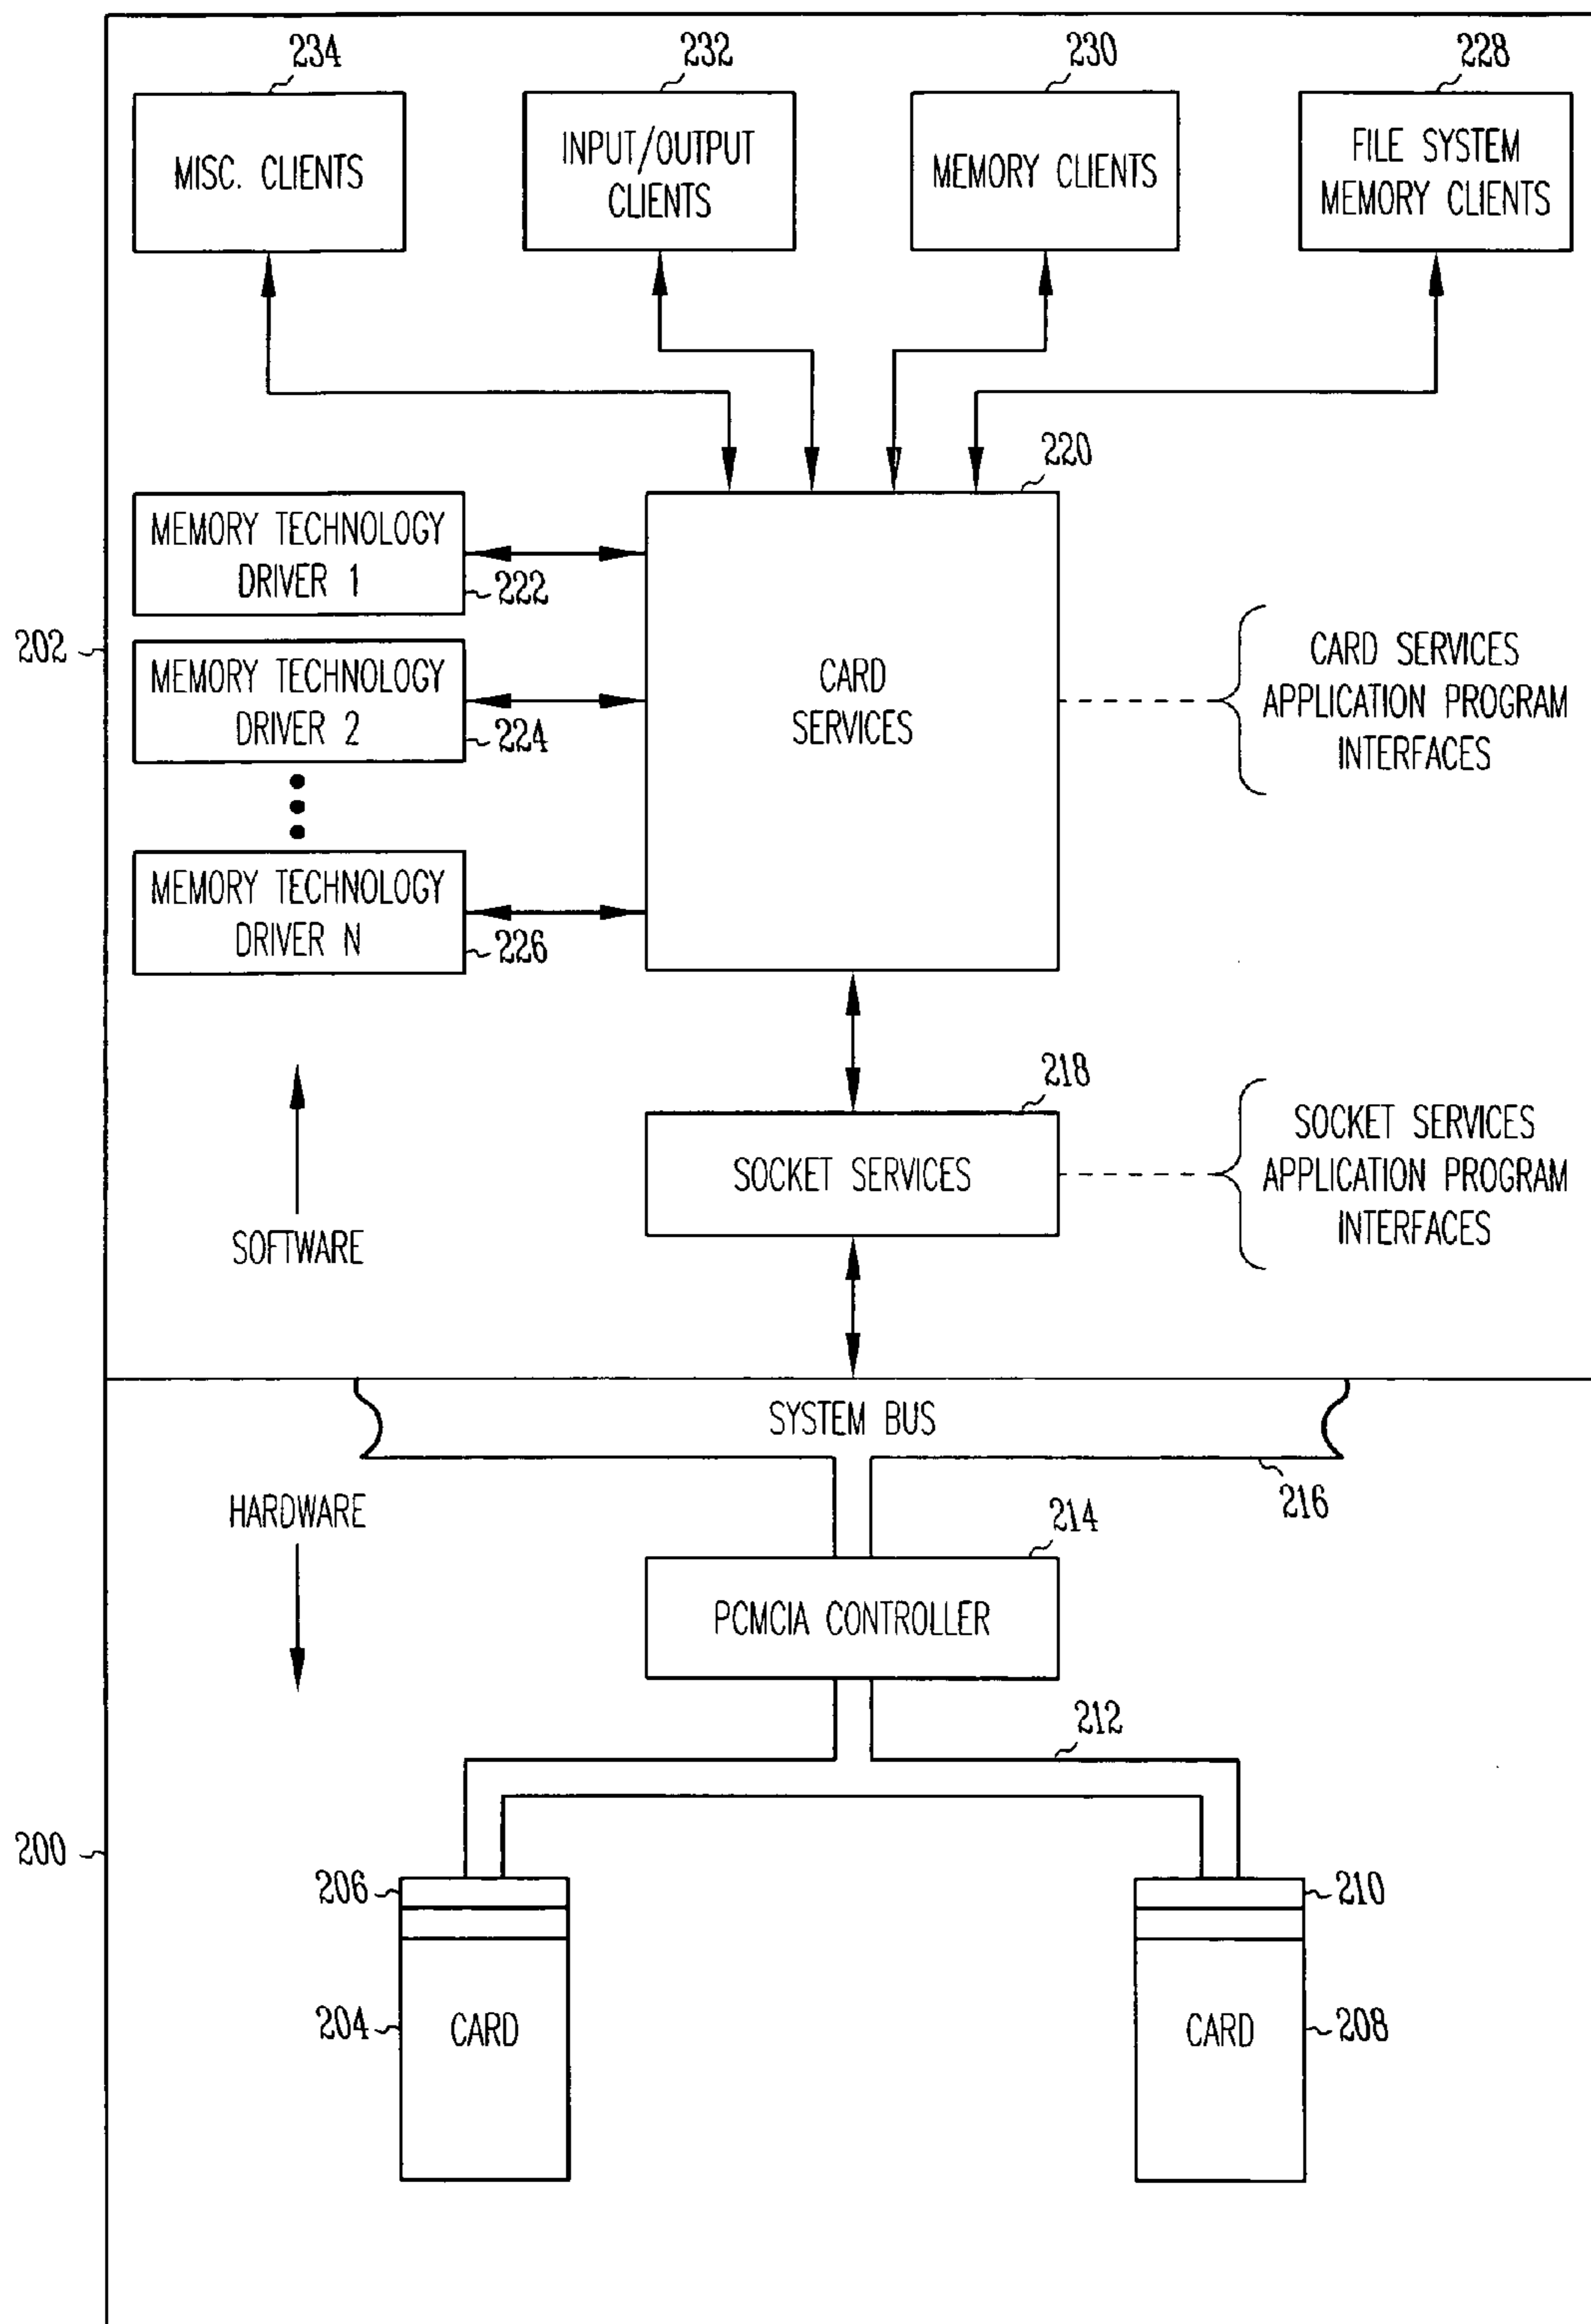 234
232
230
228
MISC. CLIENTS
INPUT/OUTPUT
CLIENTS
MEMORY CLIENTS
FILE SYSTEM
MEMORY CLIENTS
220
MEMORY TECHNOLOGY
DRIVER 1
222
202
MEMORY TECHNOLOGY
DRIVER 2
224
MEMORY TECHNOLOGY
DRIVER N
226
CARD
SERVICES
CARD SERVICES
APPLICATION PROGRAM
INTERFACES
218
SOCKET SERVICES
SOCKET SERVICES
APPLICATION PROGRAM
INTERFACES
SOFTWARE
SYSTEM BUS
216
HARDWARE
214
PCMCIA CONTROLLER
212
200
206
210
204
CARD
CARD
208